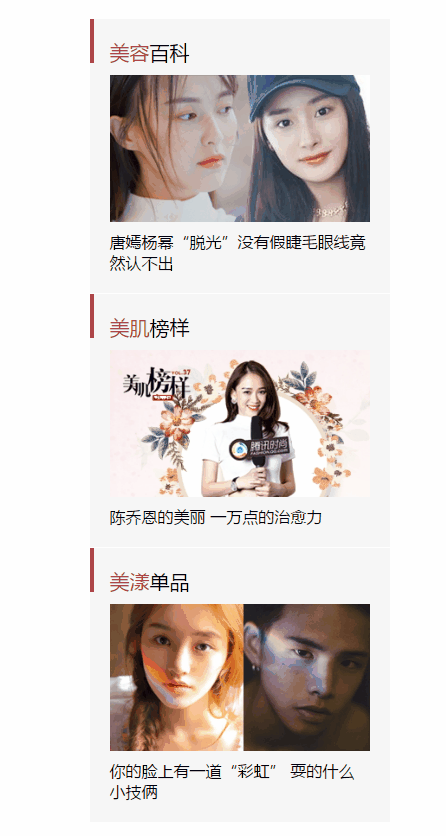 美容百科
唐嫣杨幂“脱光”没有假睫毛眼线竟
然认不出
美肌榜样
VOL.37
美肌榜样
腾讯时尚
陈乔恩的美丽 一万点的治愈力
美漾单品
你的脸上有一道“彩虹” 耍的什么
小技俩